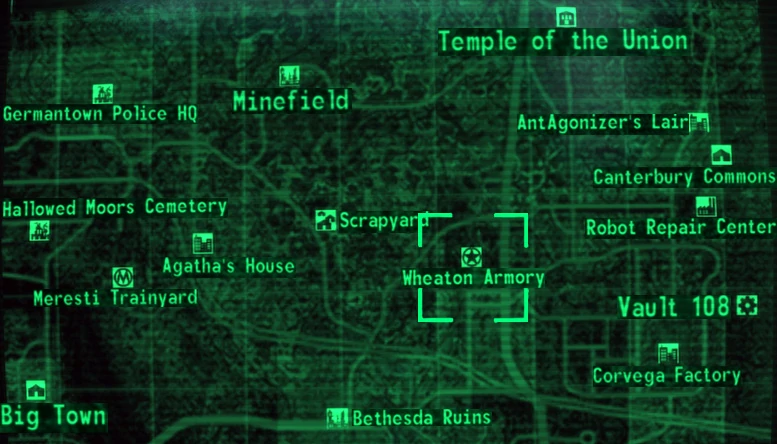 Temple of the Union
Minefield
Germantown Police HQ
AntAgonizer's Lair
Canterbury Commons
Hallowed Moors Cemetery
Scrapyard
Robot Repair Center
Agatha's House
Wheaton Armory
Meresti Trainyard
Vault 108
Corvega Factory
Big Town
Bethesda Ruins